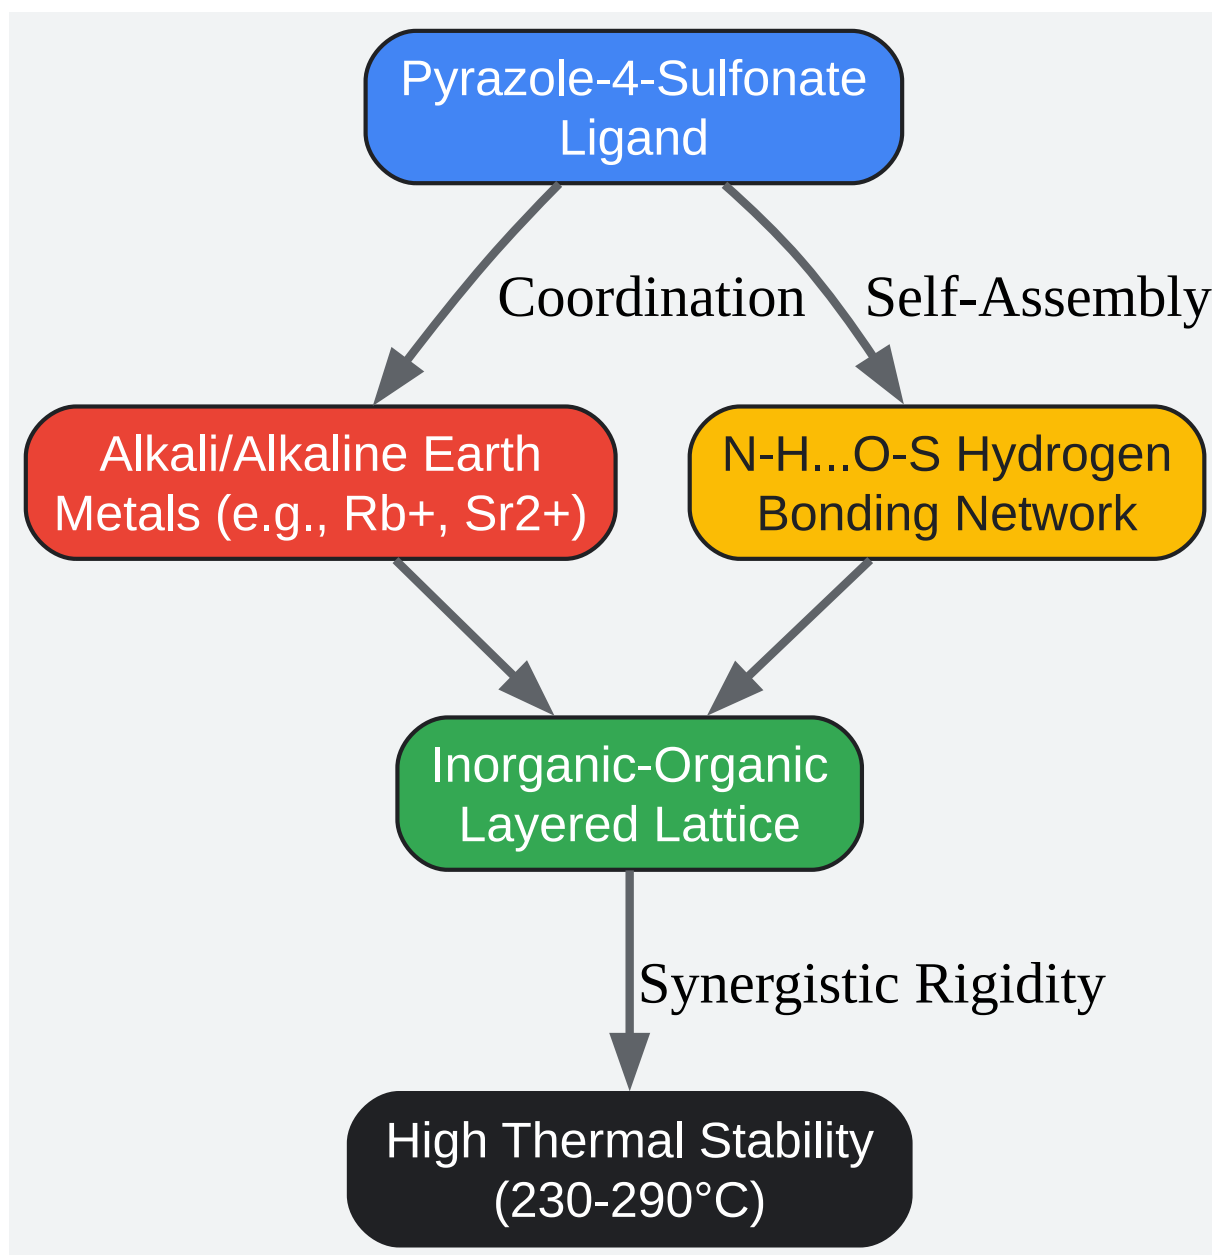 Pyrazole-4-Sulfonate
Ligand
Coordination
Self-Assembly
Alkali/Alkaline Earth
Metals (e.g., Rb+, Sr2+)
N-H...O-S Hydrogen
Bonding Network
Inorganic-Organic
Layered Lattice
Synergistic Rigidity
High Thermal Stability
(230-290°C)